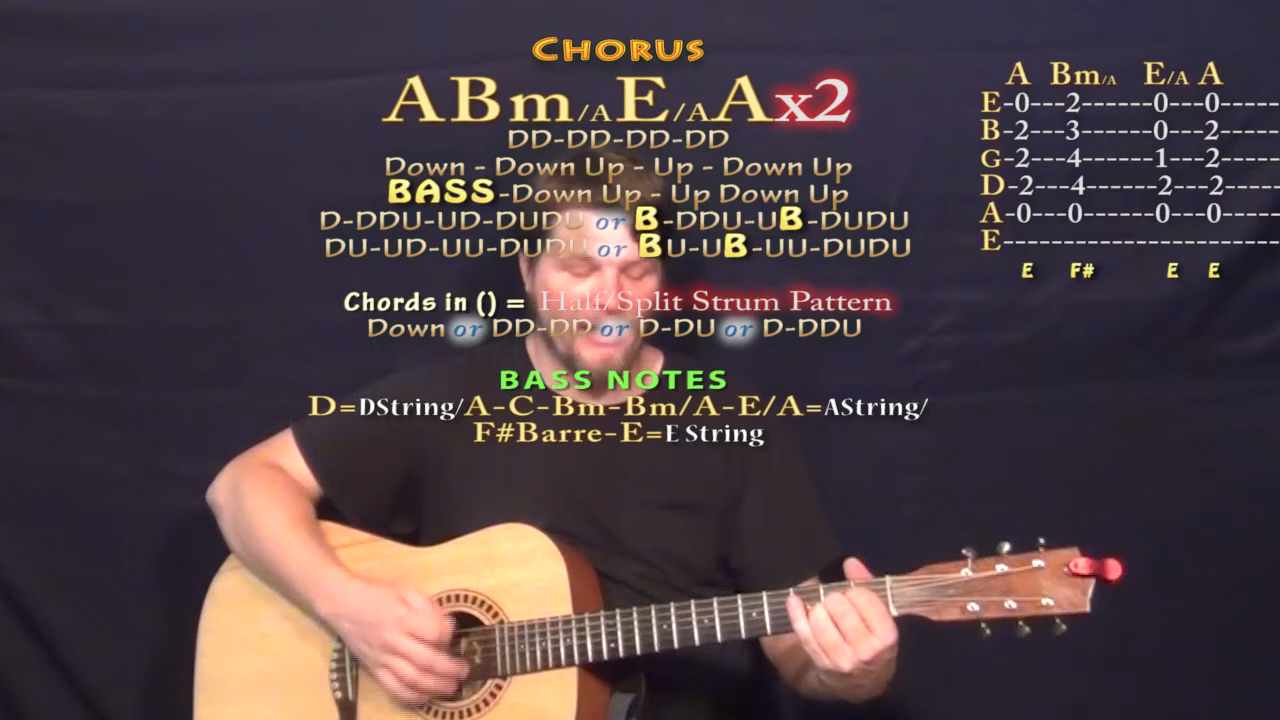 CHORUS
A Bm/A E/A A x2
DD-DD-DD-DD
Down - Down Up - Up - Down Up
BASS-Down Up - Up Down Up
D-DDU-UD-DUDU or B-DDU-UB-DUDU
DU-UD-UU-DUDU or BU-UB-UU-DUDU
Chords in () = Half/Split Strum Pattern
Down or DD-DD or D-DU or D-DDU
BASS NOTES
D=DString/A-C-Bm-Bm/A-E/A=AString/
F#Barre-E=E String
A Bm/A E/A A
E-0---2------0---0-----
B-2---3------0---2-----
G-2---4------1---2-----
D-2---4------2---2-----
A-0---0------0---0-----
E-----------------------
E F# E E